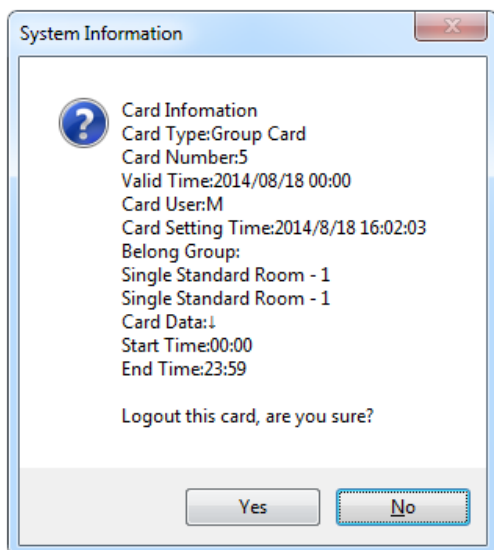 System Information
Card Infomation
Card Type:Group Card
Card Number:5
Valid Time:2014/08/18 00:00
Card User:M
Card Setting Time:2014/8/18 16:02:03
Belong Group:
Single Standard Room - 1
Single Standard Room - 1
Card Data:↓
Start Time:00:00
End Time:23:59
Logout this card, are you sure?
Yes
No